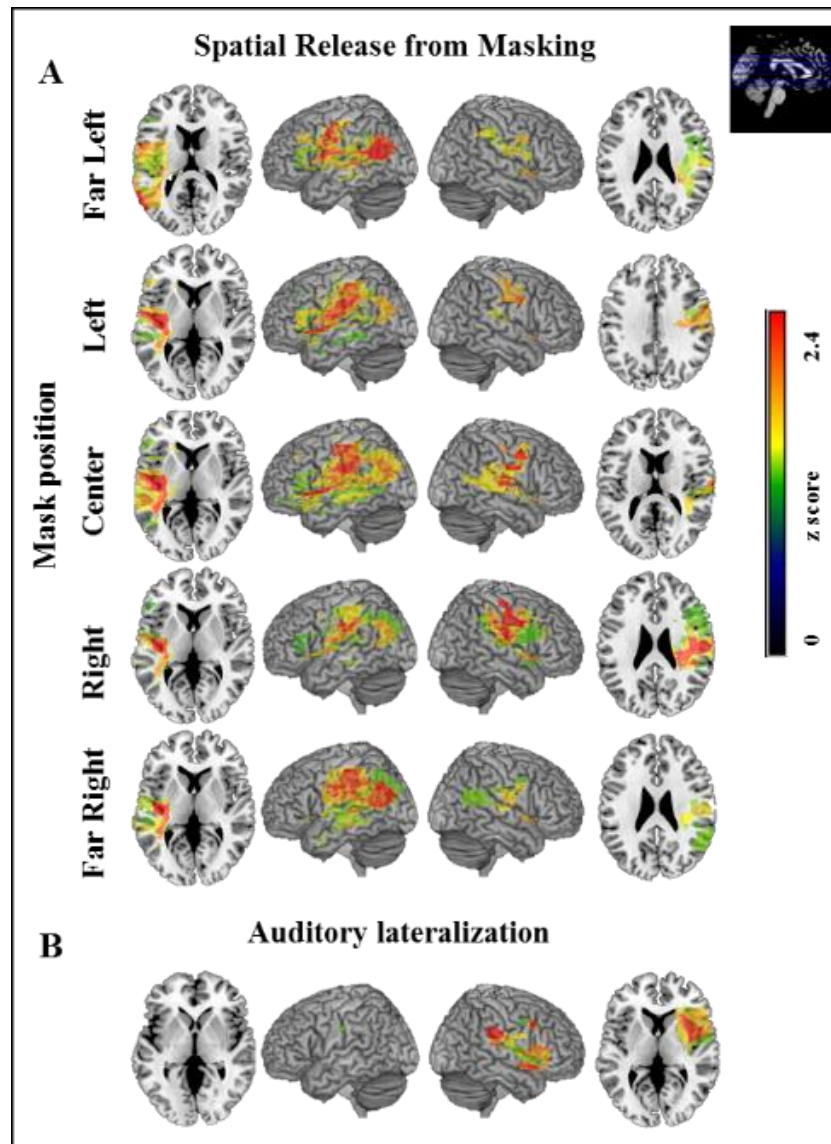 Spatial Release from Masking
A
Far Left
Left
Center
Right
Far Right
Mask position
2.4
z score
0
B
Auditory lateralization